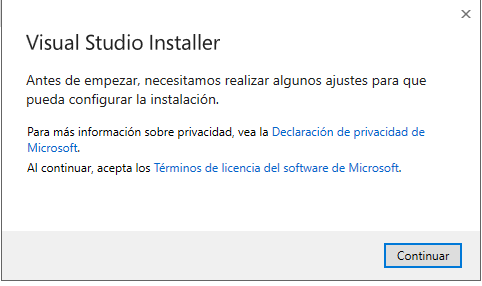 Visual Studio Installer
Antes de empezar, necesitamos realizar algunos ajustes para que
pueda configurar la instalación.
Para más información sobre privacidad, vea la Declaración de privacidad de
Microsoft.
Al continuar, acepta los Términos de licencia del software de Microsoft.
Continuar